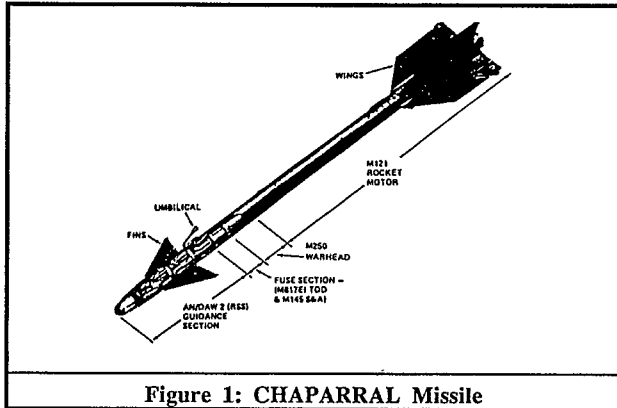 WINGS
M121
ROCKET
MOTOR
UMBILICAL
FINS
M250
WARHEAD
FUSE SECTION –
(M817E1 TDD
& M145 S&A)
AN/DAW 2 (RSS)
GUIDANCE
SECTION
Figure 1: CHAPARRAL Missile